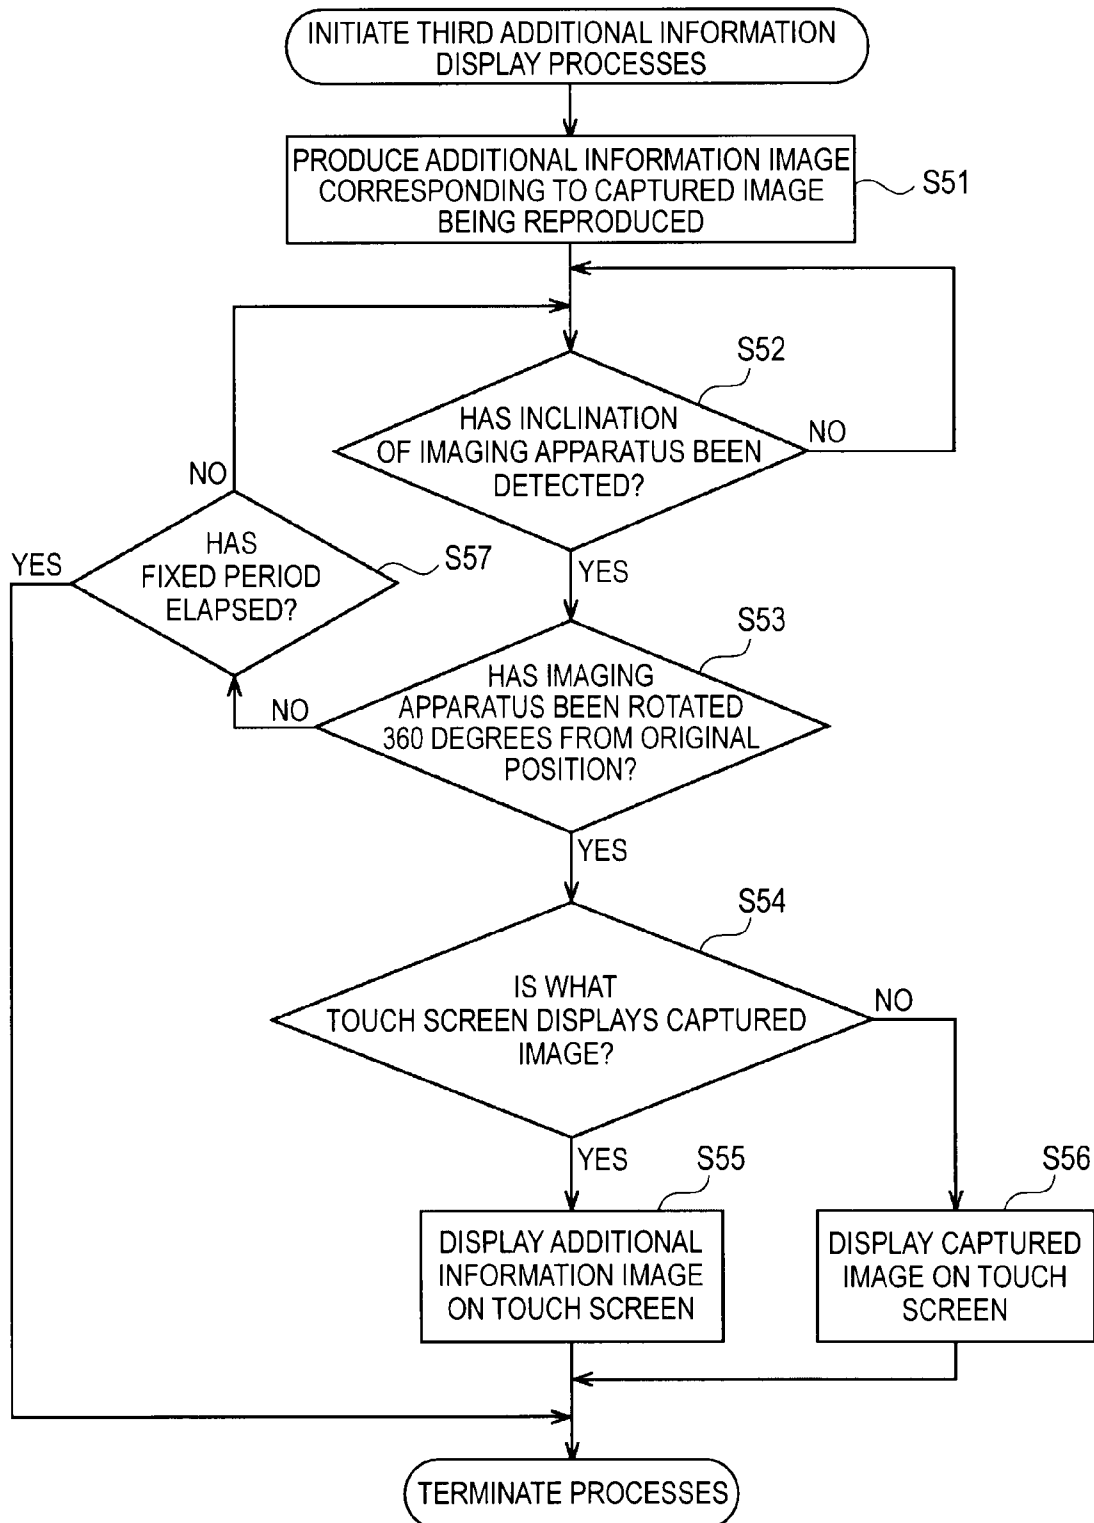 INITIATE THIRD ADDITIONAL INFORMATION
DISPLAY PROCESSES
PRODUCE ADDITIONAL INFORMATION IMAGE
CORRESPONDING TO CAPTURED IMAGE
BEING REPRODUCED
S51
S52
HAS INCLINATION
OF IMAGING APPARATUS BEEN
DETECTED?
NO
YES
NO
HAS
FIXED PERIOD
ELAPSED?
YES
S57
S53
HAS IMAGING
APPARATUS BEEN ROTATED
360 DEGREES FROM ORIGINAL
POSITION?
NO
YES
S54
IS WHAT
TOUCH SCREEN DISPLAYS CAPTURED
IMAGE?
NO
YES
S55
DISPLAY ADDITIONAL
INFORMATION IMAGE
ON TOUCH SCREEN
S56
DISPLAY CAPTURED
IMAGE ON TOUCH
SCREEN
TERMINATE PROCESSES